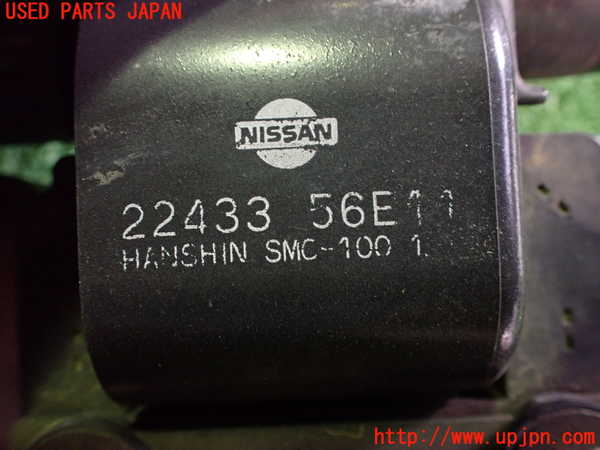 USED PARTS JAPAN
NISSAN
22433 56E11
HANSHIN SMC-100 1
http://www.upjpn.com/